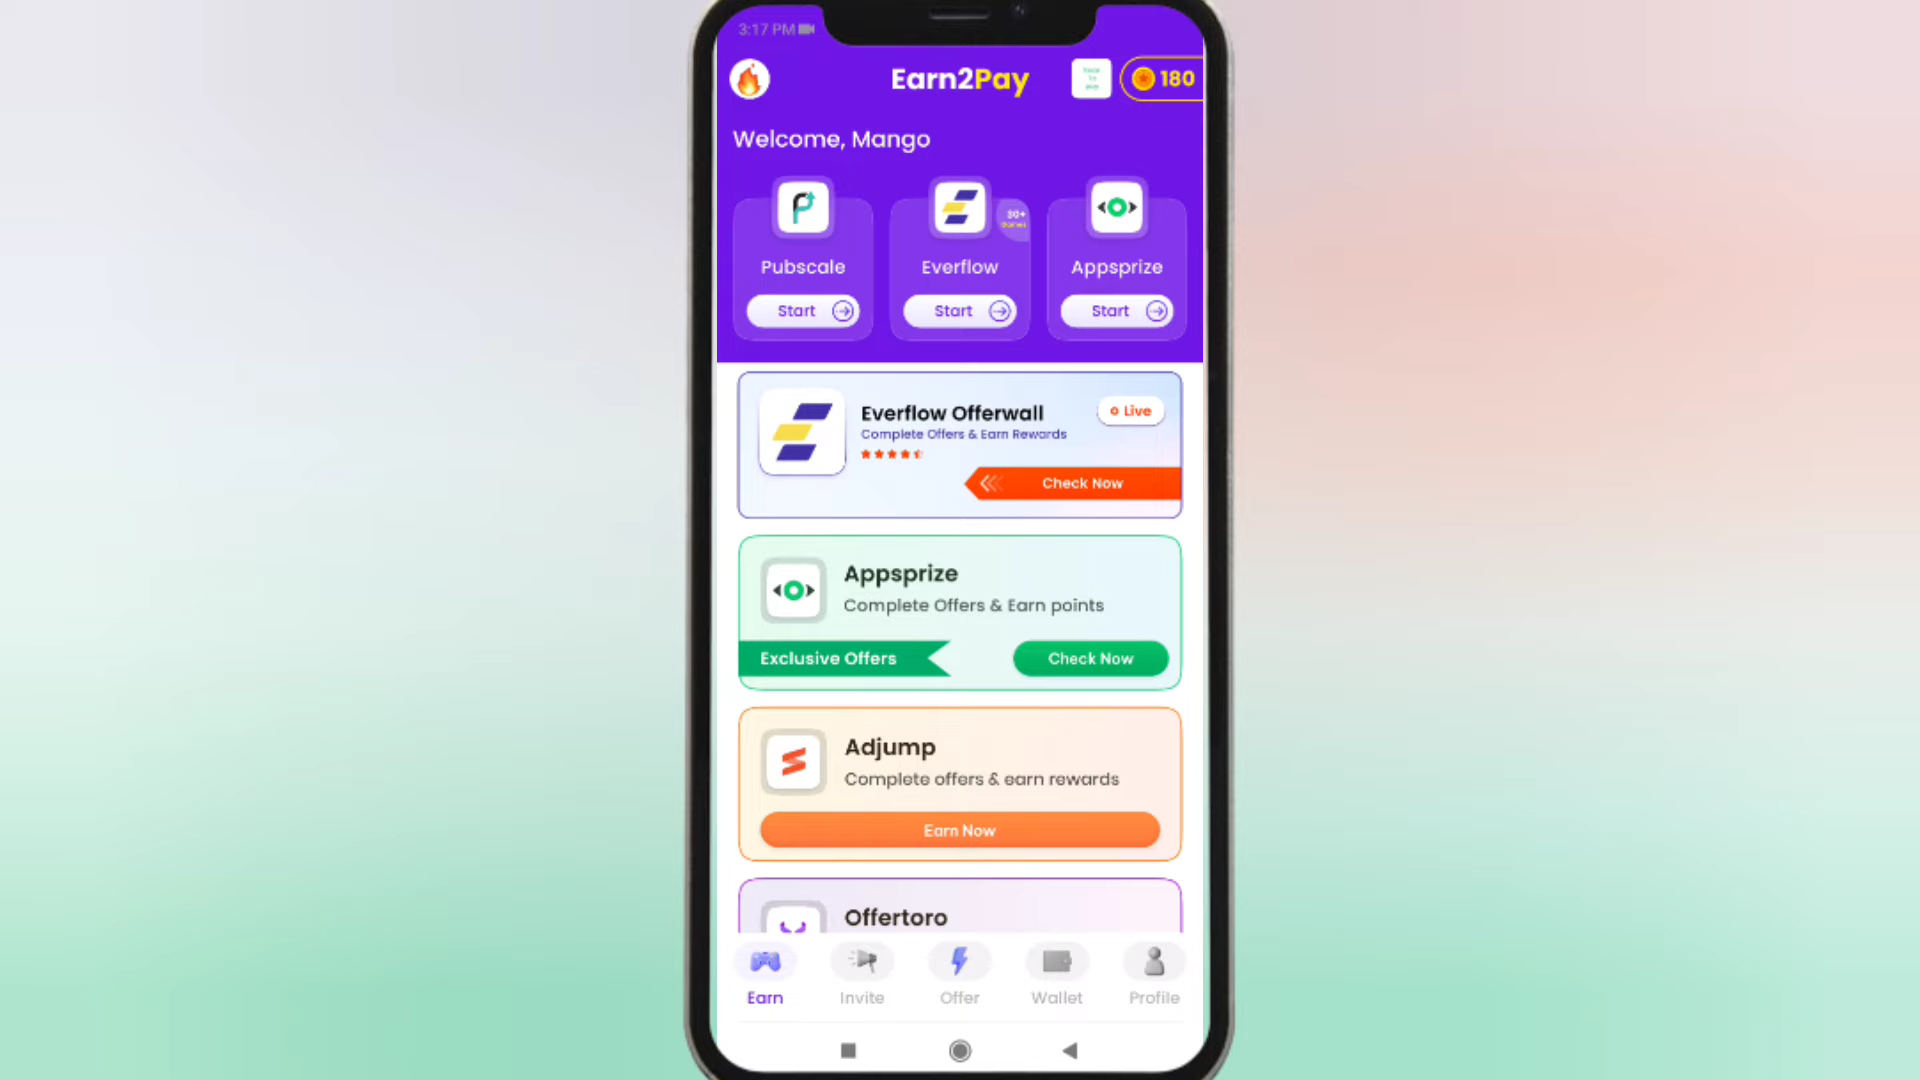 3:17 PM
Earn2Pay
180
Welcome, Mango
30+
Games
Pubscale
Everflow
Appsprize
Start
Start
Start
Everflow Offerwall
Live
Complete Offers & Earn Rewards
Check Now
Appsprize
Complete Offers & Earn points
Exclusive Offers
Check Now
Adjump
Complete offers & earn rewards
Earn Now
Offertoro
Earn
Invite
Offer
Wallet
Profile